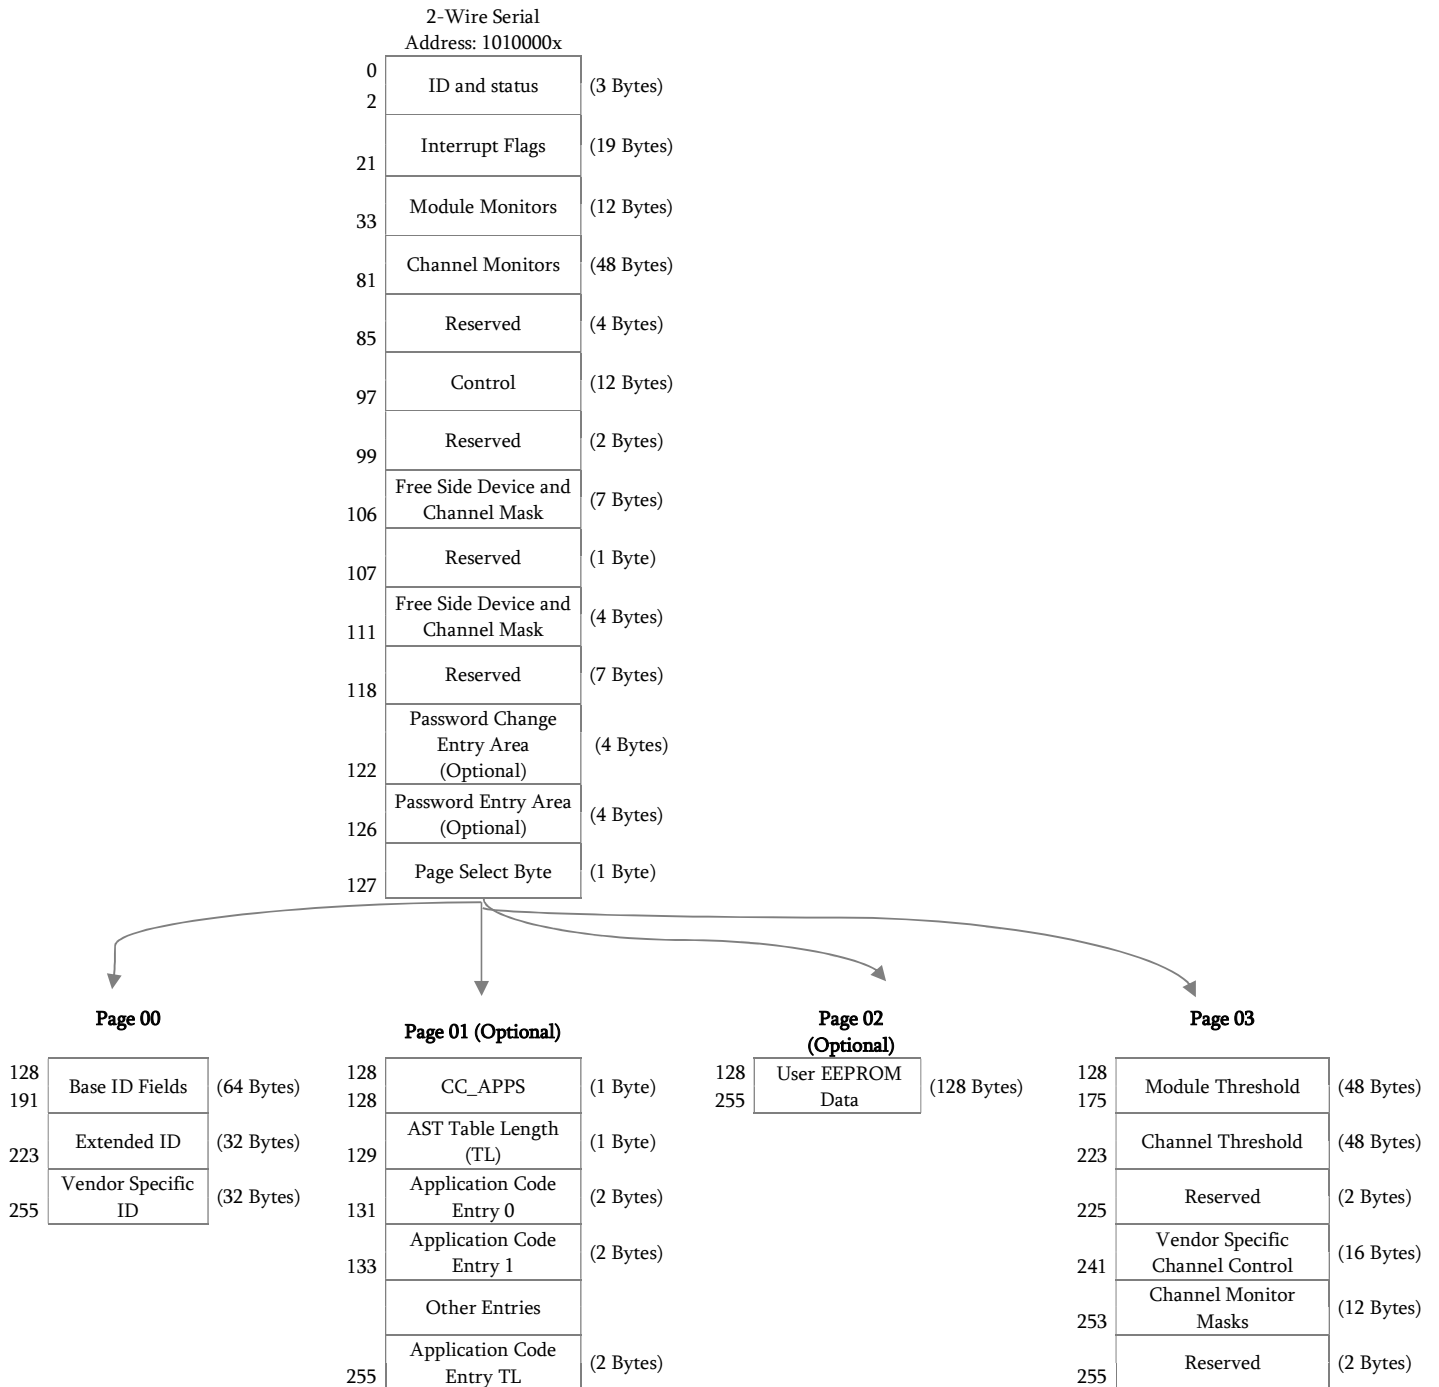 2-Wire Serial
Address: 1010000x
0
2
ID and status
(3 Bytes)
21
Interrupt Flags
(19 Bytes)
33
Module Monitors
(12 Bytes)
81
Channel Monitors
(48 Bytes)
85
Reserved
(4 Bytes)
97
Control
(12 Bytes)
99
Reserved
(2 Bytes)
106
Free Side Device and
Channel Mask
(7 Bytes)
107
Reserved
(1 Byte)
111
Free Side Device and
Channel Mask
(4 Bytes)
118
Reserved
(7 Bytes)
122
Password Change
Entry Area
(Optional)
(4 Bytes)
126
Password Entry Area
(Optional)
(4 Bytes)
127
Page Select Byte
(1 Byte)
Page 00
128
191
Base ID Fields
(64 Bytes)
223
Extended ID
(32 Bytes)
255
Vendor Specific
ID
(32 Bytes)
Page 01 (Optional)
128
128
CC_APPS
(1 Byte)
129
AST Table Length
(TL)
(1 Byte)
131
Application Code
Entry 0
(2 Bytes)
133
Application Code
Entry 1
(2 Bytes)
Other Entries
255
Application Code
Entry TL
(2 Bytes)
Page 02
(Optional)
128
255
User EEPROM
Data
(128 Bytes)
Page 03
128
175
Module Threshold
(48 Bytes)
223
Channel Threshold
(48 Bytes)
225
Reserved
(2 Bytes)
241
Vendor Specific
Channel Control
(16 Bytes)
253
Channel Monitor
Masks
(12 Bytes)
255
Reserved
(2 Bytes)